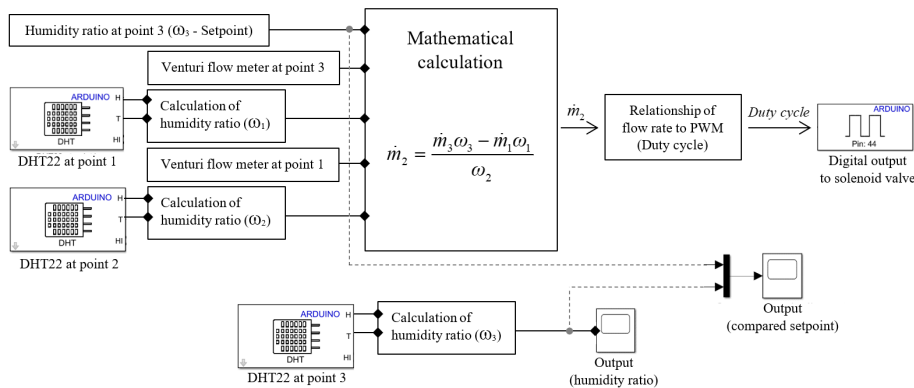 Humidity ratio at point 3 (ω₃ - Setpoint)
Venturi flow meter at point 3
ARDUINO H
T
HI
DHT
DHT22 at point 1
Calculation of
humidity ratio (ω₁)
Venturi flow meter at point 1
ARDUINO H
T
HI
DHT
DHT22 at point 2
Calculation of
humidity ratio (ω₂)
Mathematical
calculation
ṁ₂ = (ṁ₃ω₃ − ṁ₁ω₁) / ω₂
ṁ₂
Relationship of
flow rate to PWM
(Duty cycle)
Duty cycle
ARDUINO
Pin: 44
Digital output
to solenoid valve
Output
(compared setpoint)
ARDUINO H
T
HI
DHT
DHT22 at point 3
Calculation of
humidity ratio (ω₃)
Output
(humidity ratio)